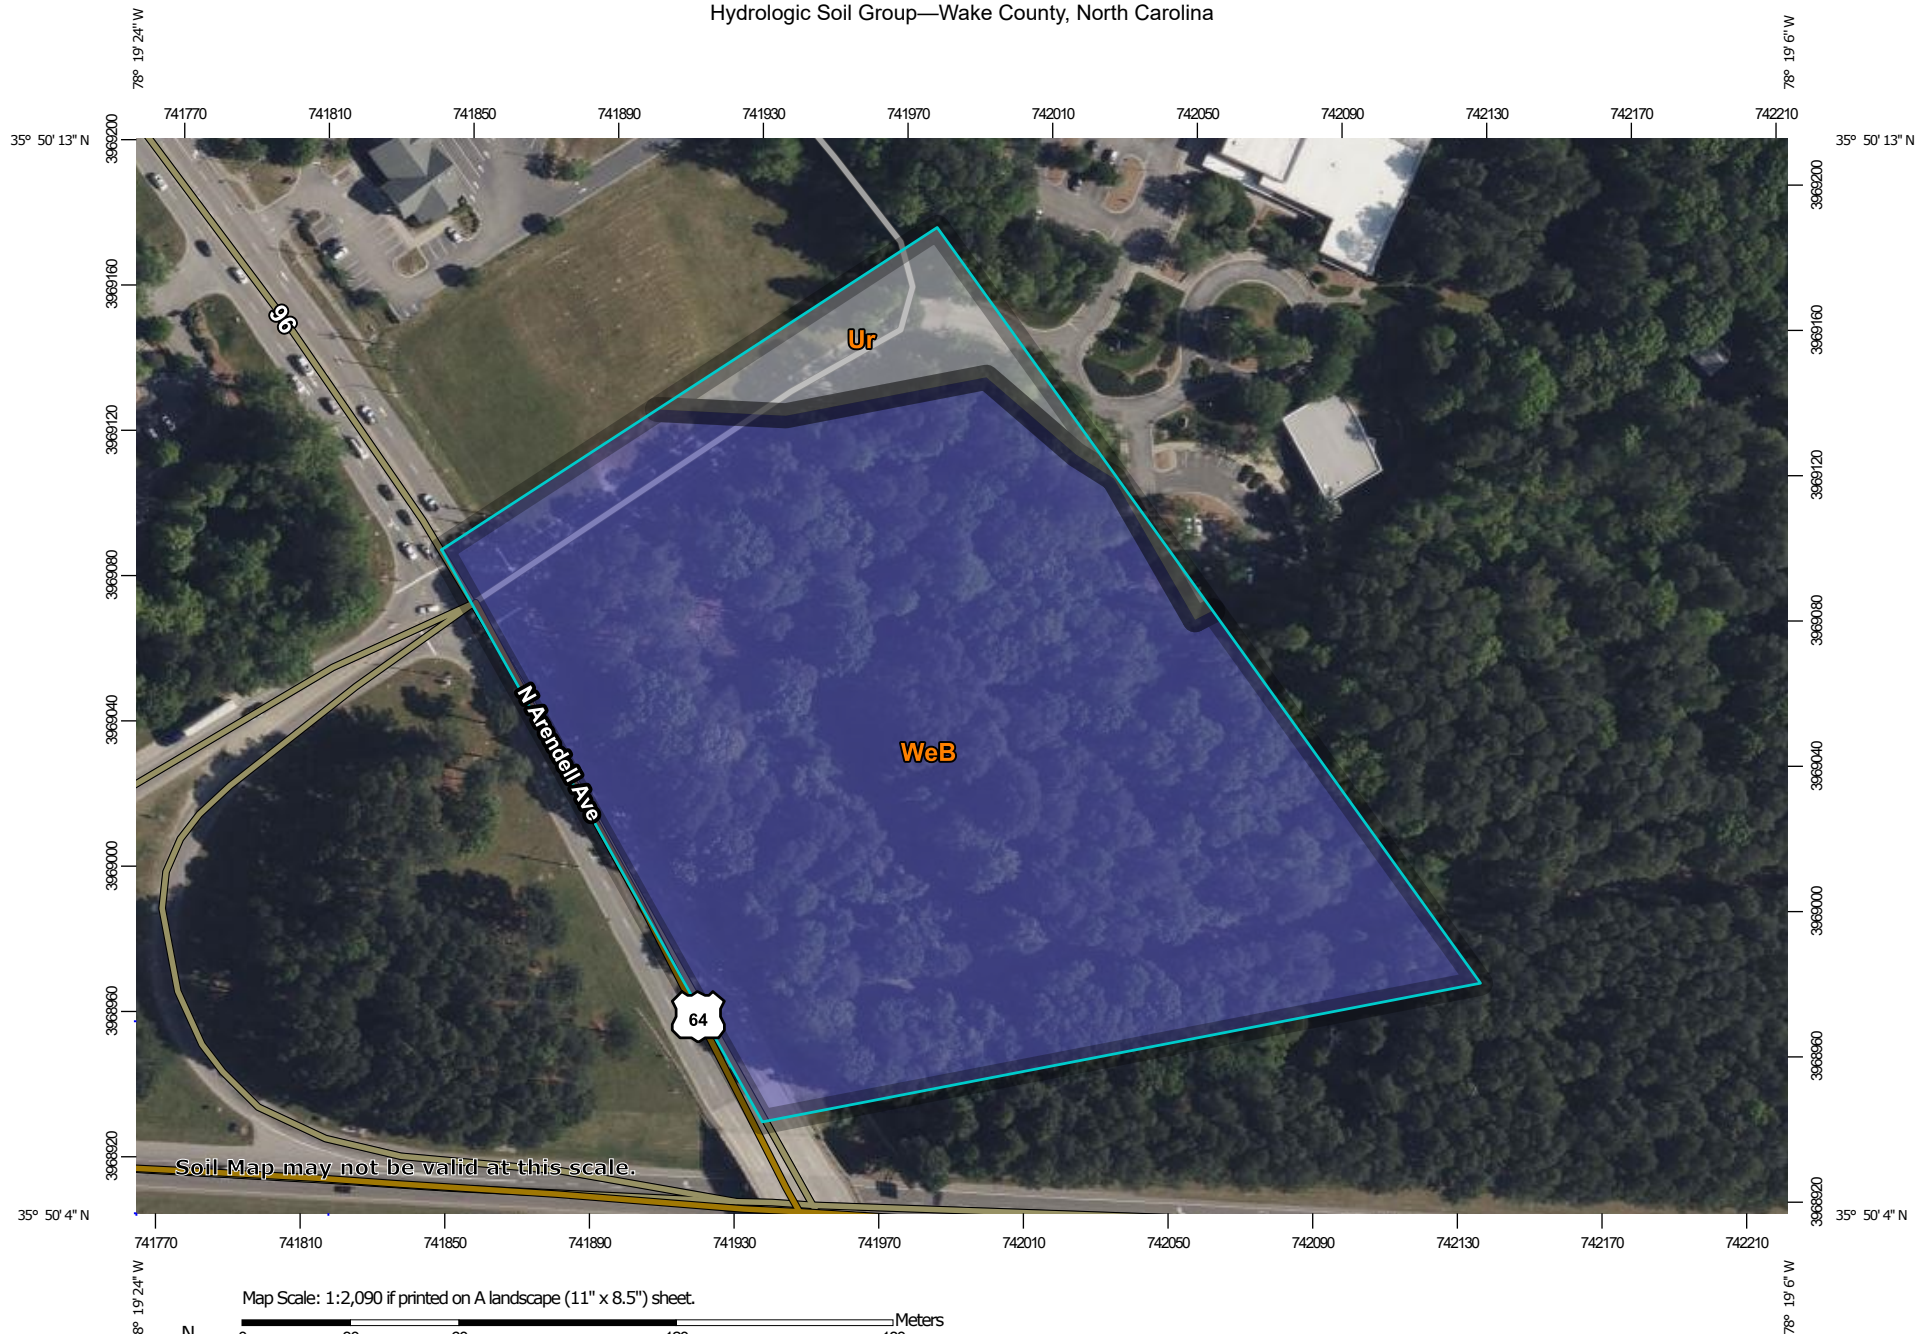 Hydrologic Soil Group—Wake County, North Carolina
78° 19' 24'' W
78° 19' 6'' W
741770 741810 741850 741890 741930 741970 742010 742050 742090 742130 742170 742210
35° 50' 13'' N
35° 50' 13'' N
3969200
3969160
3969120
3969080
3969040
3969000
3968960
3968920
3969200
3969160
3969120
3969080
3969040
3969000
3968960
3968920
96
Ur
N Arendell Ave
WeB
64
Soil Map may not be valid at this scale.
35° 50' 4'' N
35° 50' 4'' N
741770 741810 741850 741890 741930 741970 742010 742050 742090 742130 742170 742210
8° 19' 24'' W
78° 19' 6'' W
Map Scale: 1:2,090 if printed on A landscape (11" x 8.5") sheet.
Meters
N